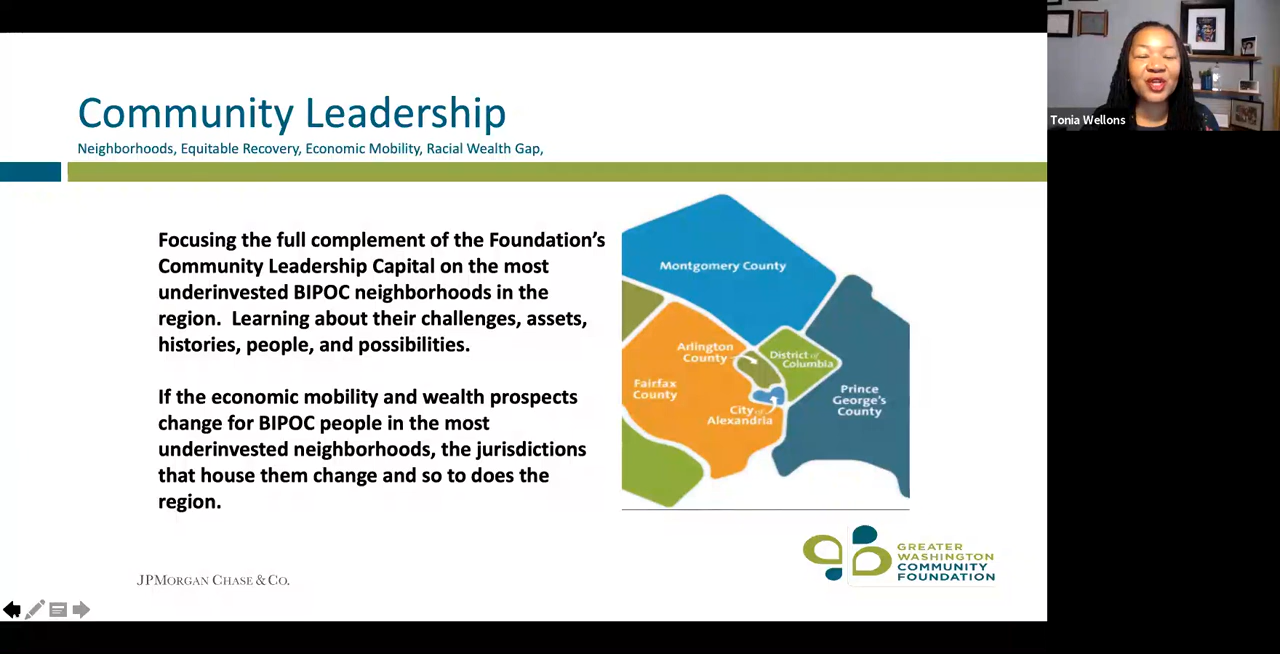 Community Leadership
Neighborhoods, Equitable Recovery, Economic Mobility, Racial Wealth Gap,
Focusing the full complement of the Foundation’s
Community Leadership Capital on the most
underinvested BIPOC neighborhoods in the
region. Learning about their challenges, assets,
histories, people, and possibilities.
If the economic mobility and wealth prospects
change for BIPOC people in the most
underinvested neighborhoods, the jurisdictions
that house them change and so to does the
region.
Montgomery County
Arlington
County
District of
Columbia
Fairfax
County
Prince
George's
County
City of
Alexandria
JPMORGAN CHASE & CO.
GREATER
WASHINGTON
COMMUNITY
FOUNDATION
Tonia Wellons